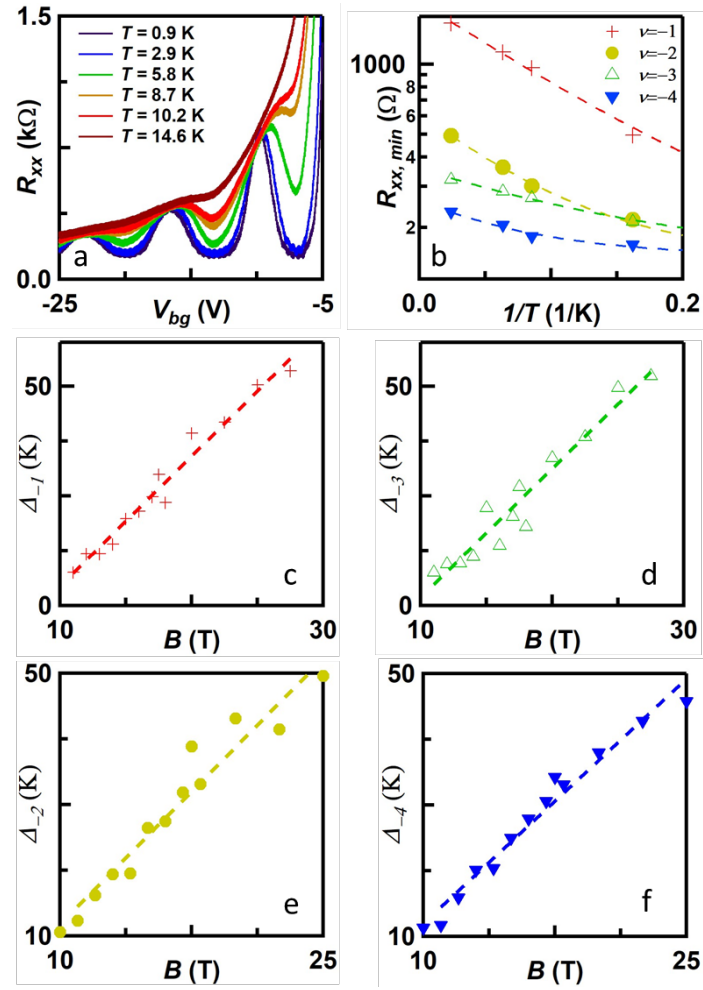 1.5
T = 0.9 K
T = 2.9 K
T = 5.8 K
T = 8.7 K
T = 10.2 K
T = 14.6 K
Rxx (kΩ)
0.0
a
-25
-5
Vbg (V)
1000
ν=−1
ν=−2
ν=−3
ν=−4
8
6
4
2
Rxx, min (Ω)
b
0.0
0.2
1/T (1/K)
50
Δ−1 (K)
0
c
10
30
B (T)
50
Δ−3 (K)
0
d
10
30
B (T)
50
Δ−2 (K)
10
e
10
25
B (T)
50
Δ−4 (K)
10
f
10
25
B (T)